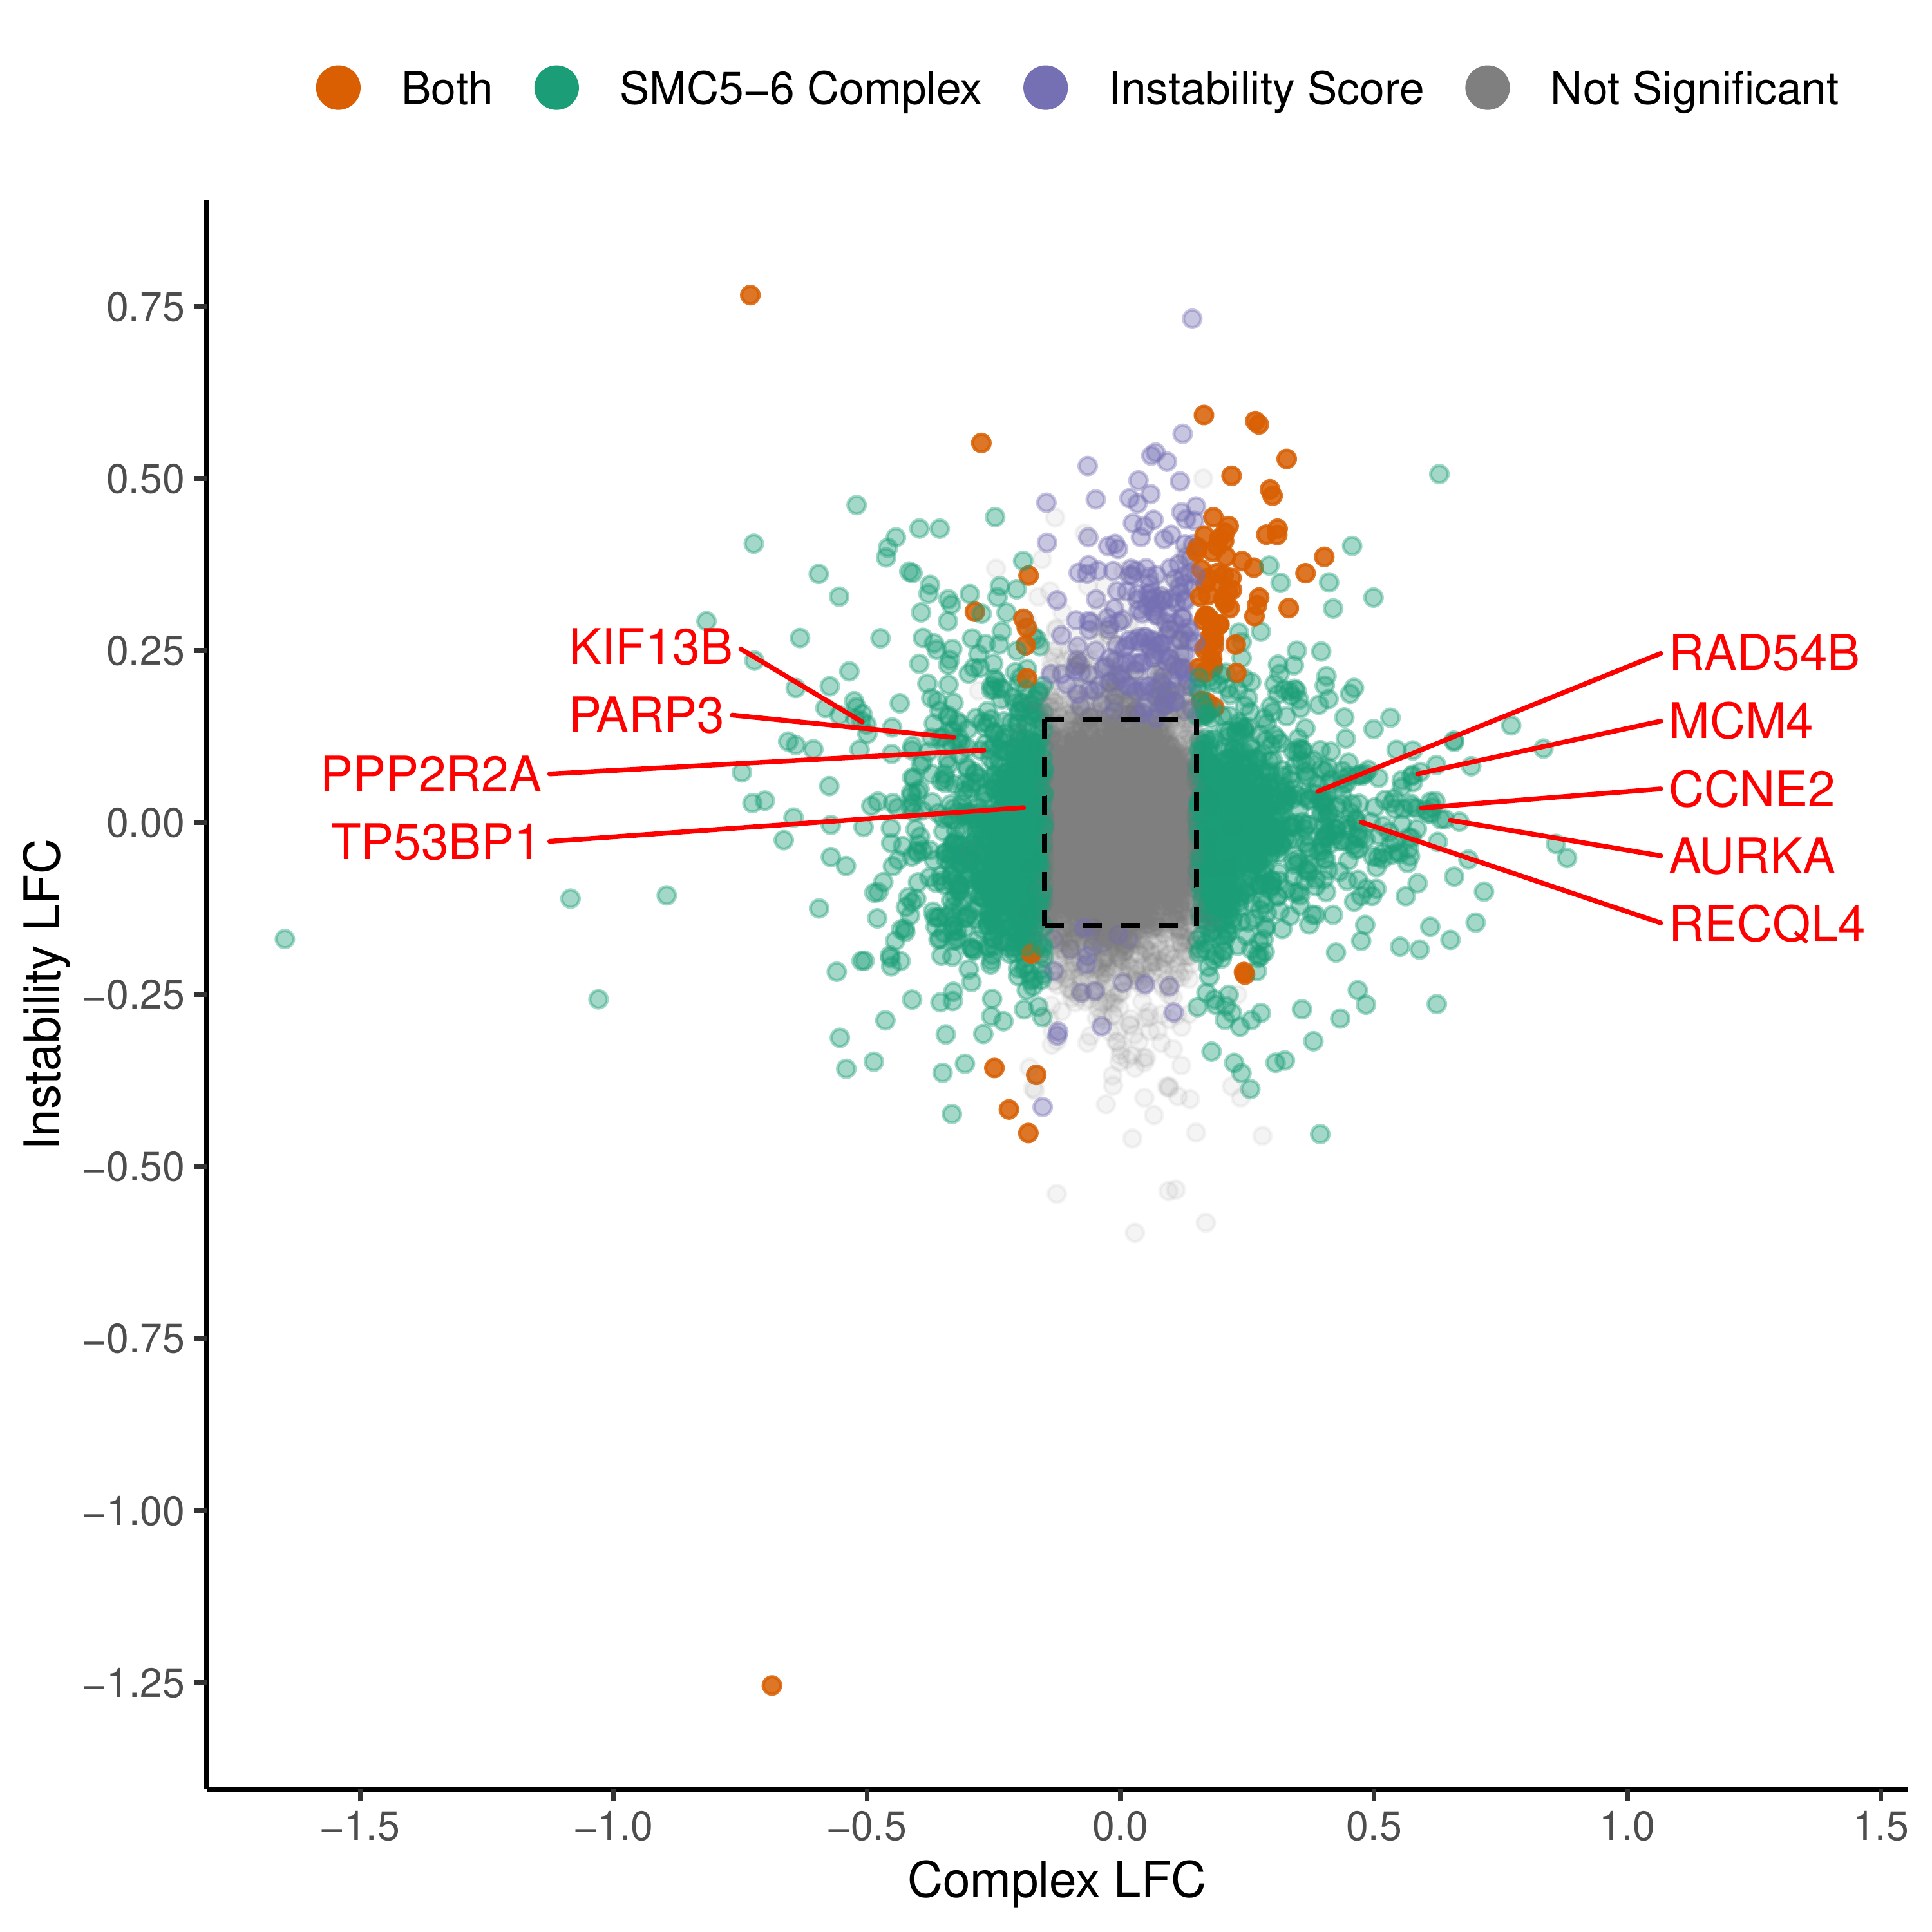 Both SMC5−6 Complex Instability Score Not Significant
Instability LFC
0.75
0.50
0.25
0.00
−0.25
−0.50
−0.75
−1.00
−1.25
KIF13B
PARP3
PPP2R2A
TP53BP1
RAD54B
MCM4
CCNE2
AURKA
RECQL4
−1.5 −1.0 −0.5 0.0 0.5 1.0 1.5
Complex LFC